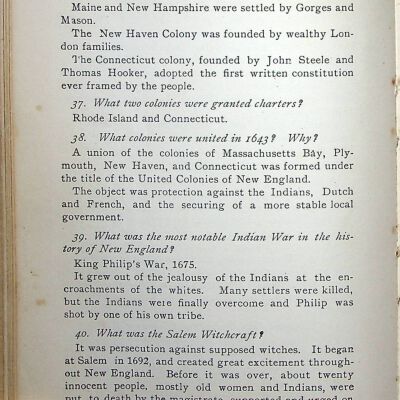 Maine and New Hampshire were settled by Gorges and
Mason.
The New Haven Colony was founded by wealthy Lon-
don families.
The Connecticut colony, founded by John Steele and
Thomas Hooker, adopted the first written constitution
ever framed by the people.
37. What two colonies were granted charters?
Rhode Island and Connecticut.
38. What colonies were united in 1643? Why?
A union of the colonies of Massachusetts Bay, Ply-
mouth, New Haven, and Connecticut was formed under
the title of the United Colonies of New England.
The object was protection against the Indians, Dutch
and French, and the securing of a more stable local
government.
39. What was the most notable Indian War in the his-
tory of New England?
King Philip's War, 1675.
It grew out of the jealousy of the Indians at the en-
croachments of the whites. Many settlers were killed,
but the Indians were finally overcome and Philip was
shot by one of his own tribe.
40. What was the Salem Witchcraft?
It was persecution against supposed witches. It began
at Salem in 1692, and created great excitement through-
out New England. Before it was over, about twenty
innocent people, mostly old women and Indians, were
put to death by the magistrate, supported and urged on